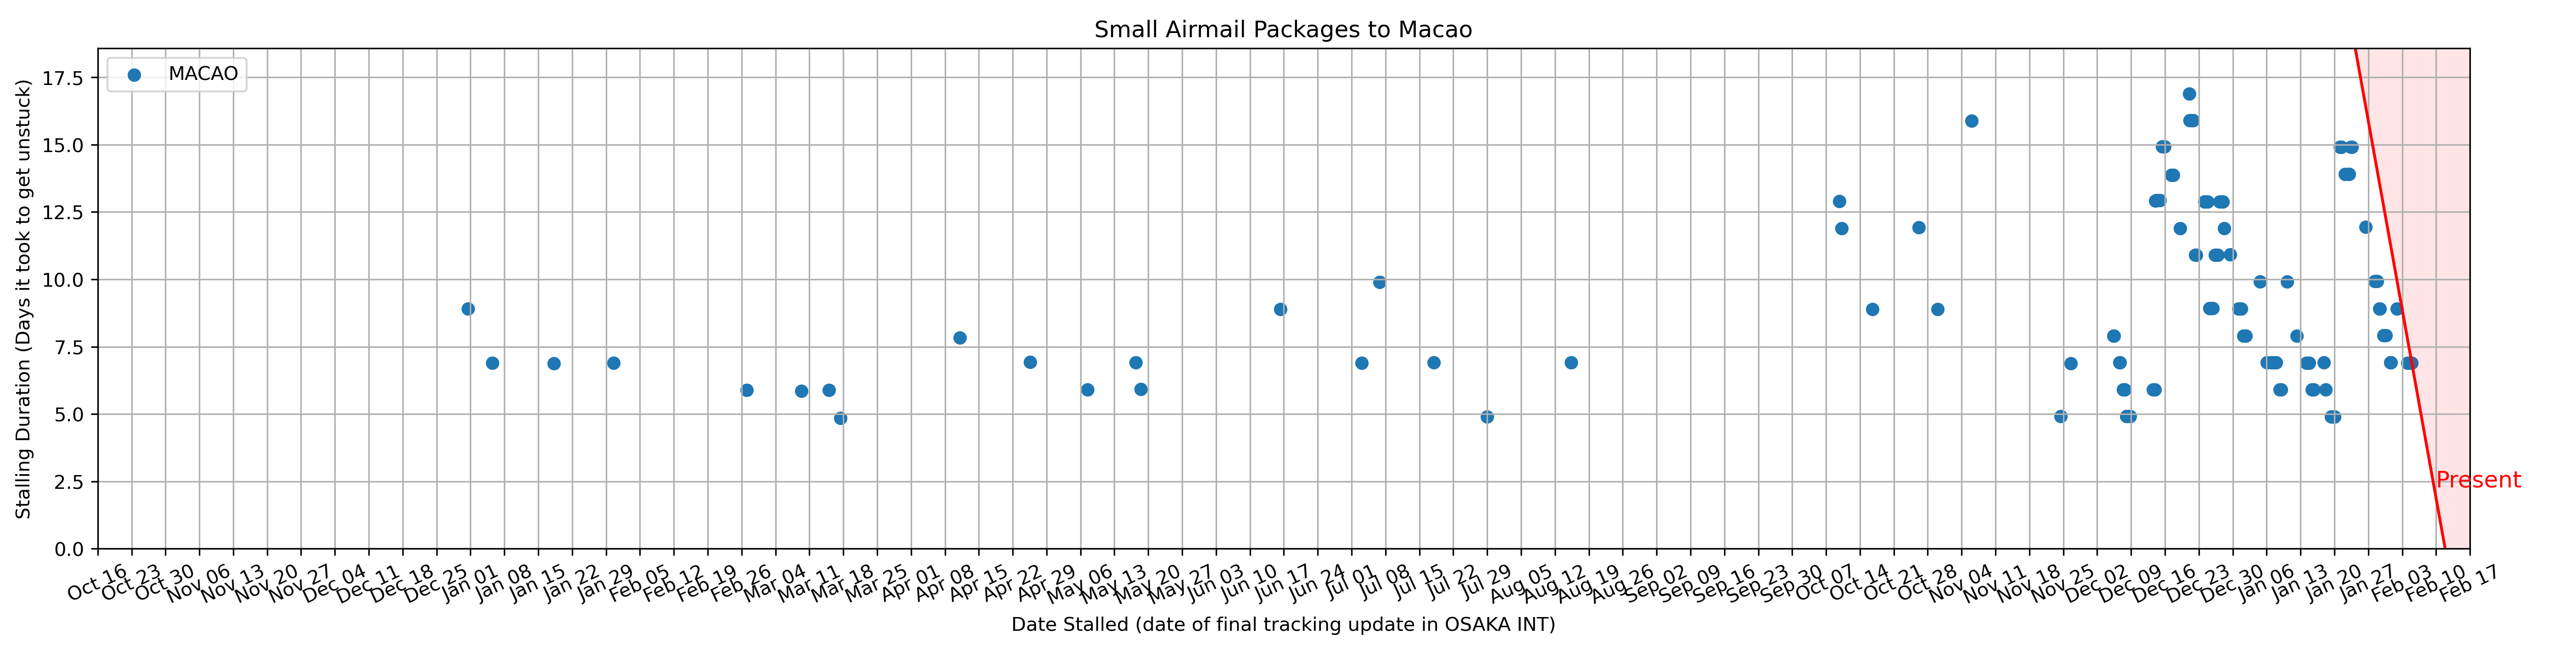 Small Airmail Packages to Macao
MACAO
Stalling Duration (Days it took to get unstuck)
17.5
15.0
12.5
10.0
7.5
5.0
2.5
0.0
Present
Oct 16 Oct 23 Oct 30 Nov 06 Nov 13 Nov 20 Nov 27 Dec 04 Dec 11 Dec 18 Dec 25 Jan 01 Jan 08 Jan 15 Jan 22 Jan 29 Feb 05 Feb 12 Feb 19 Feb 26 Mar 04 Mar 11 Mar 18 Mar 25 Apr 01 Apr 08 Apr 15 Apr 22 Apr 29 May 06 May 13 May 20 May 27 Jun 03 Jun 10 Jun 17 Jun 24 Jul 01 Jul 08 Jul 15 Jul 22 Jul 29 Aug 05 Aug 12 Aug 19 Aug 26 Sep 02 Sep 09 Sep 16 Sep 23 Sep 30 Oct 07 Oct 14 Oct 21 Oct 28 Nov 04 Nov 11 Nov 18 Nov 25 Dec 02 Dec 09 Dec 16 Dec 23 Dec 30 Jan 06 Jan 13 Jan 20 Jan 27 Feb 03 Feb 10 Feb 17
Date Stalled (date of final tracking update in OSAKA INT)